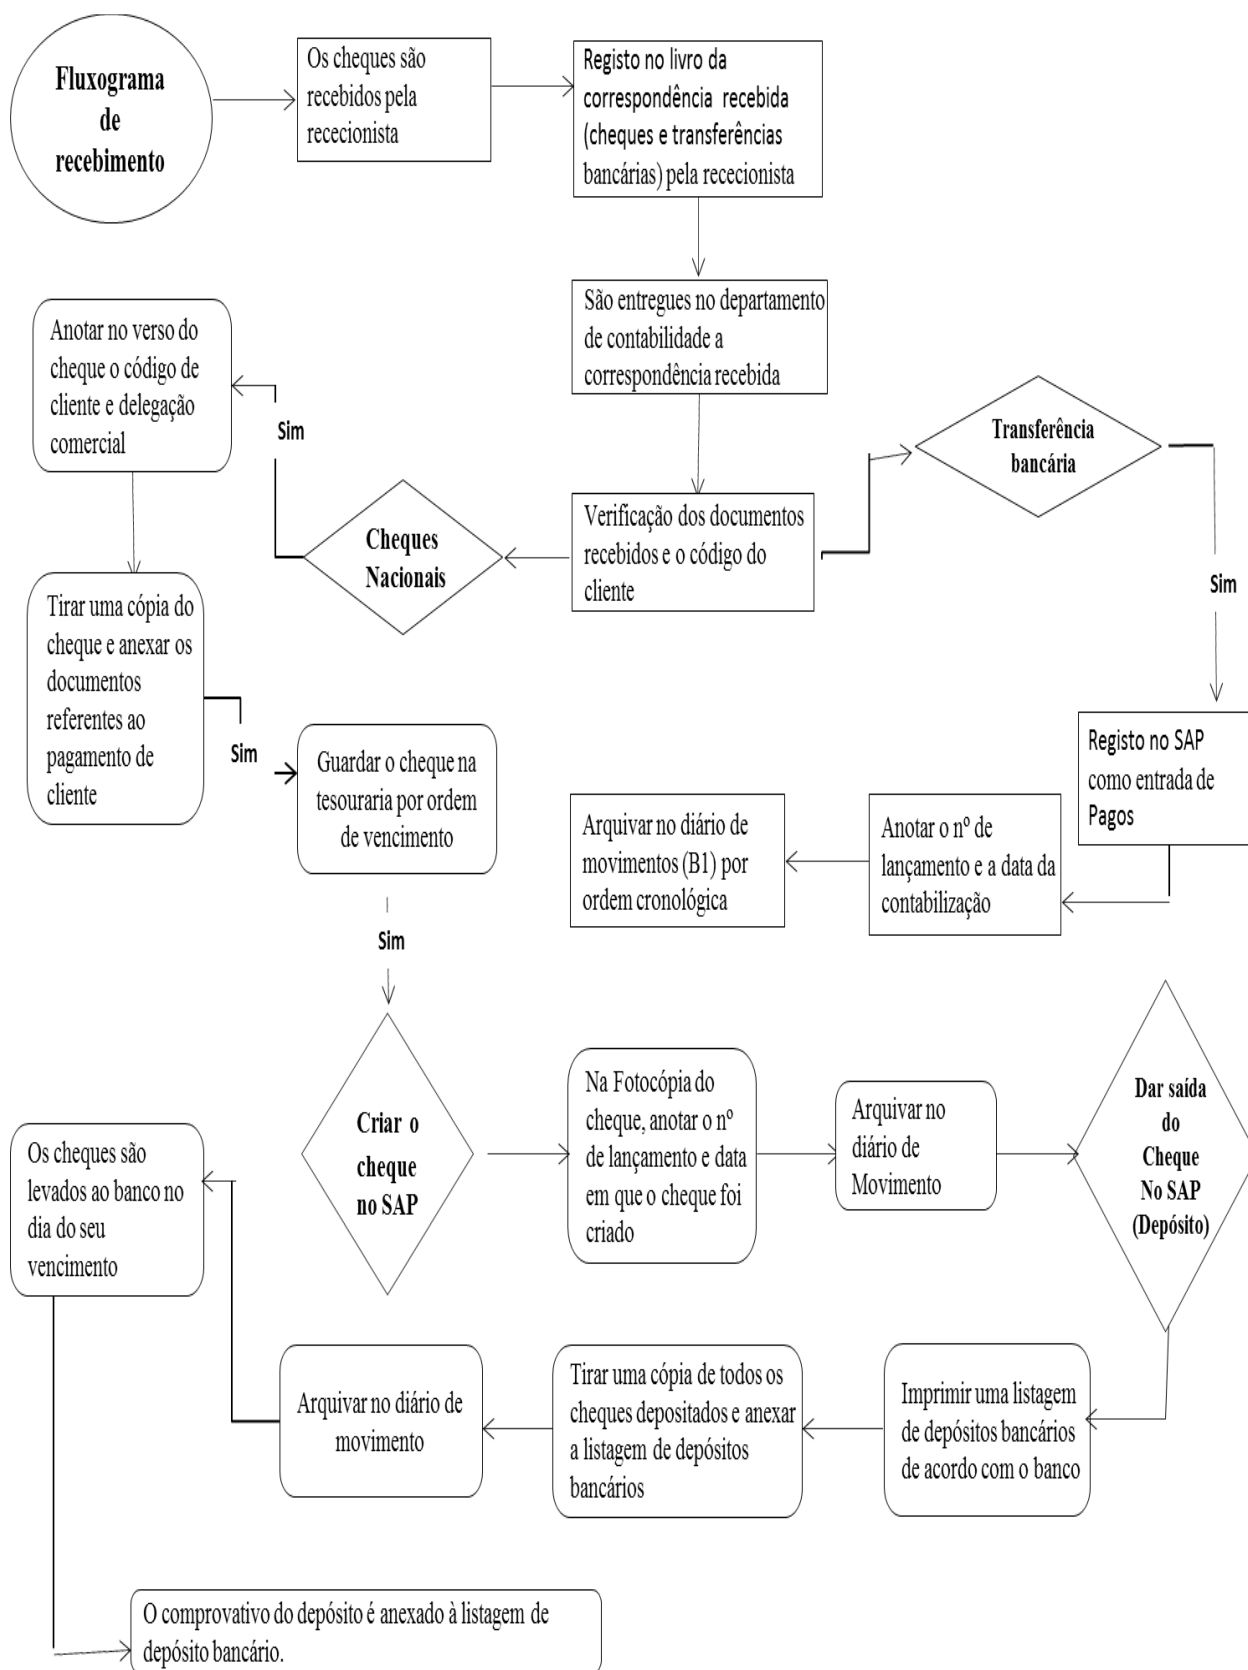 Fluxograma
de
recebimento
Os cheques são
recebidos pela
rececionista
Registo no livro da
correspondência recebida
(cheques e transferências
bancárias) pela rececionista
São entregues no departamento
de contabilidade a
correspondência recebida
Anotar no verso do
cheque o código de
cliente e delegação
comercial
Sim
Transferência
bancária
Cheques
Nacionais
Verificação dos documentos
recebidos e o código do
cliente
Sim
Tirar uma cópia do
cheque e anexar os
documentos
referentes ao
pagamento de
cliente
Sim
Guardar o cheque na
tesouraria por ordem
de vencimento
Registo no SAP
como entrada de
Pagos
Anotar o nº de
lançamento e a data da
contabilização
Arquivar no diário de
movimentos (B1) por
ordem cronológica
Sim
Criar o
cheque
no SAP
Na Fotocópia do
cheque, anotar o nº
de lançamento e data
em que o cheque foi
criado
Arquivar no
diário de
Movimento
Dar saída
do
Cheque
No SAP
(Depósito)
Os cheques são
levados ao banco no
dia do seu
vencimento
Arquivar no diário de
movimento
Tirar uma cópia de todos os
cheques depositados e anexar
a listagem de depósitos
bancários
Imprimir uma listagem
de depósitos bancários
de acordo com o banco
O comprovativo do depósito é anexado à listagem de
depósito bancário.